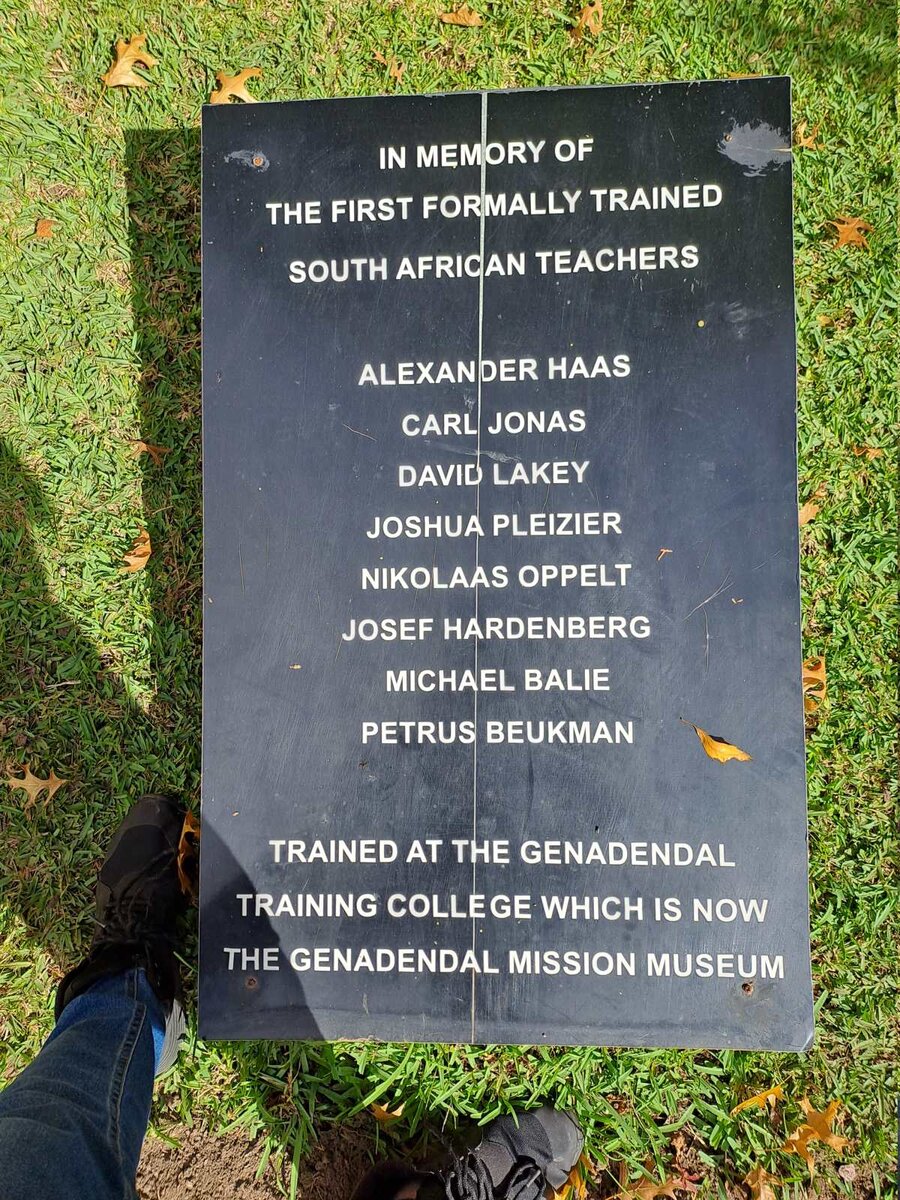 IN MEMORY OF
THE FIRST FORMALLY TRAINED
SOUTH AFRICAN TEACHERS
ALEXANDER HAAS
CARL JONAS
DAVID LAKEY
JOSHUA PLEIZIER
NIKOLAAS OPPELT
JOSEF HARDENBERG
MICHAEL BALIE
PETRUS BEUKMAN
TRAINED AT THE GENADENDAL
TRAINING COLLEGE WHICH IS NOW
THE GENADENDAL MISSION MUSEUM